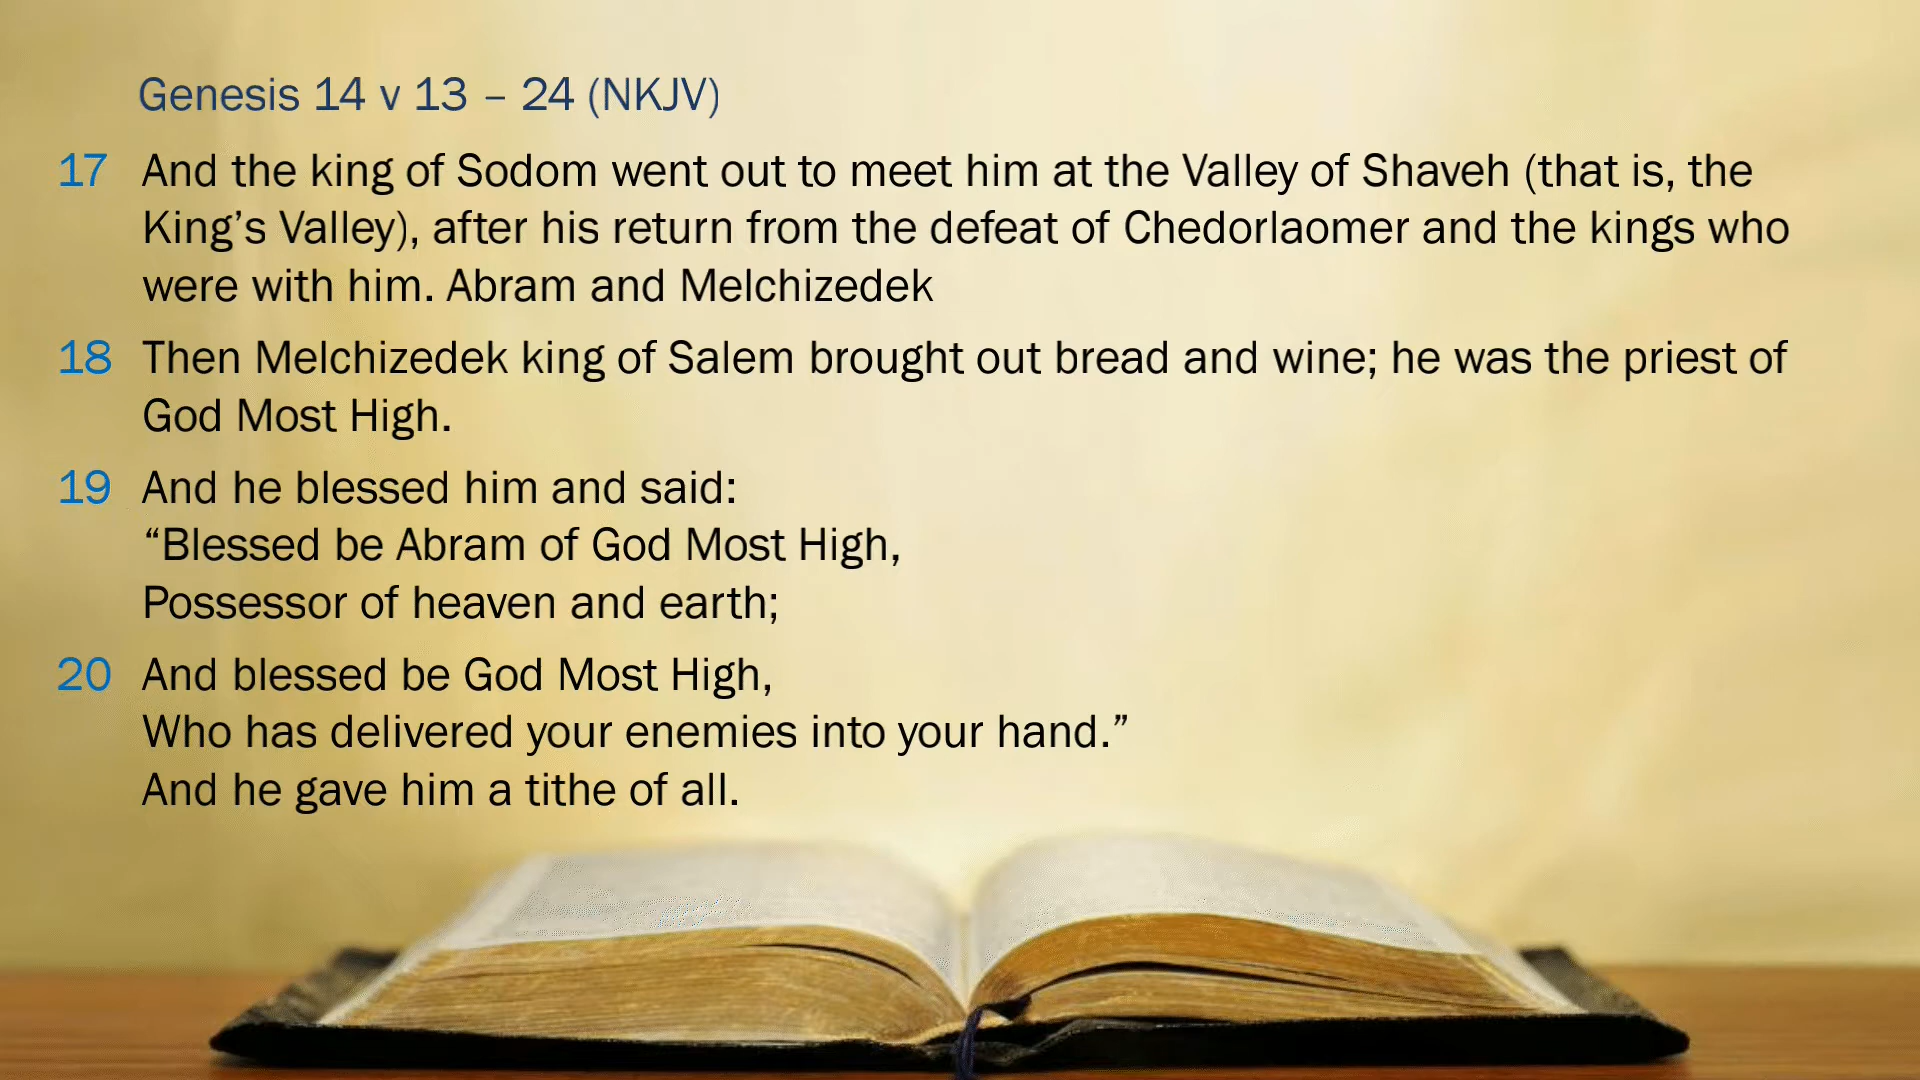 Genesis 14 v 13 – 24 (NKJV)
17 And the king of Sodom went out to meet him at the Valley of Shaveh (that is, the
King’s Valley), after his return from the defeat of Chedorlaomer and the kings who
were with him. Abram and Melchizedek
18 Then Melchizedek king of Salem brought out bread and wine; he was the priest of
God Most High.
19 And he blessed him and said:
“Blessed be Abram of God Most High,
Possessor of heaven and earth;
20 And blessed be God Most High,
Who has delivered your enemies into your hand.”
And he gave him a tithe of all.